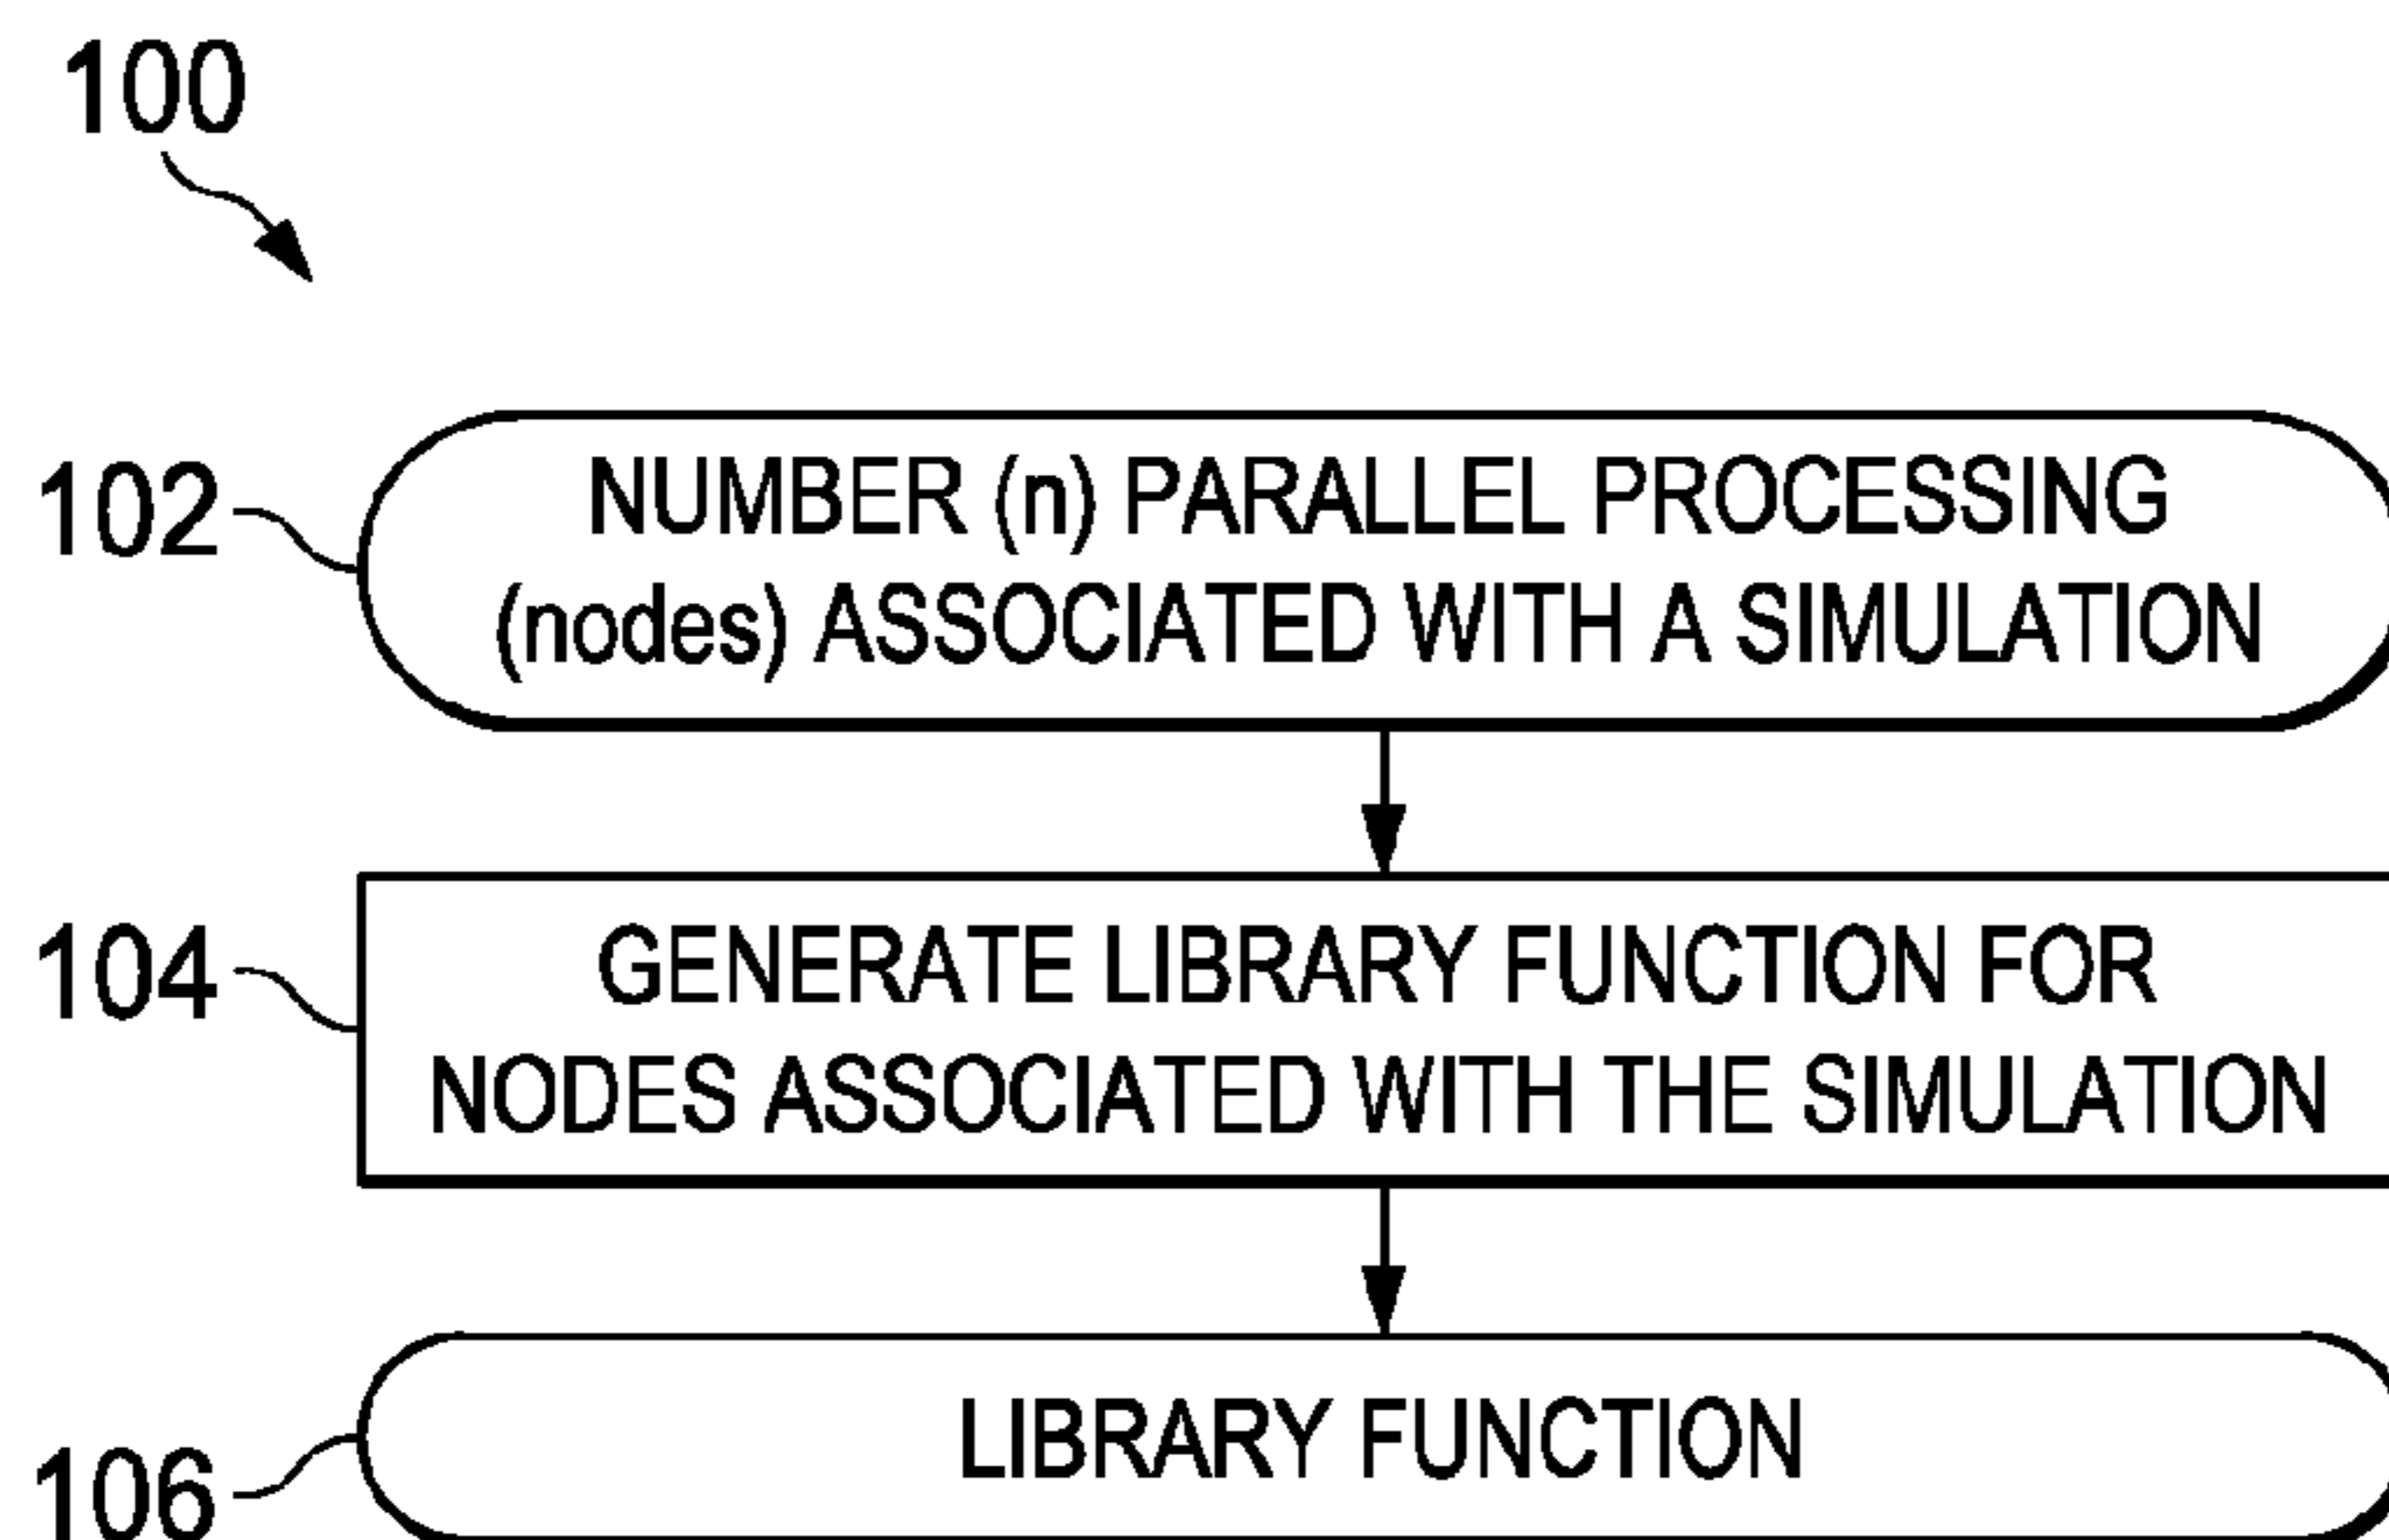 100
102
NUMBER (n) PARALLEL PROCESSING
(nodes) ASSOCIATED WITH A SIMULATION
104
GENERATE LIBRARY FUNCTION FOR
NODES ASSOCIATED WITH THE SIMULATION
106
LIBRARY FUNCTION